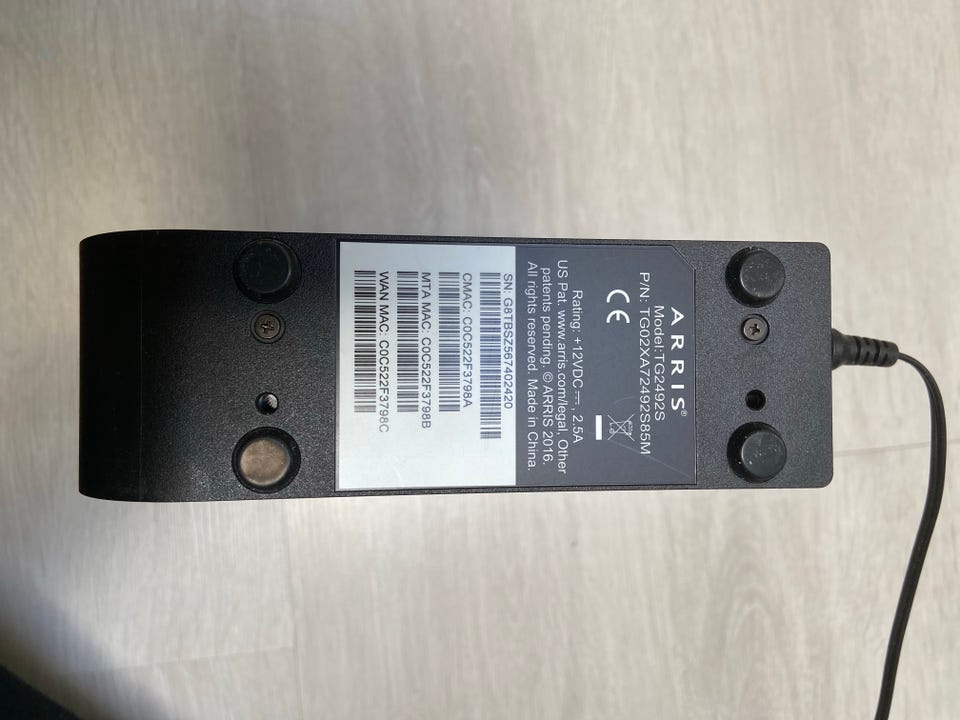 ARRIS®
Model:TG2492S
P/N: TG02XA72492S85M
CE
Rating: +12VDC ⎓ 2.5A
US Pat. www.arris.com/legal, Other
patents pending. © ARRIS 2016.
All rights reserved. Made in China.
SN: G8TBSZ567402420
CMAC: C0C522F3798A
MTA MAC: C0C522F3798B
WAN MAC: C0C522F3798C